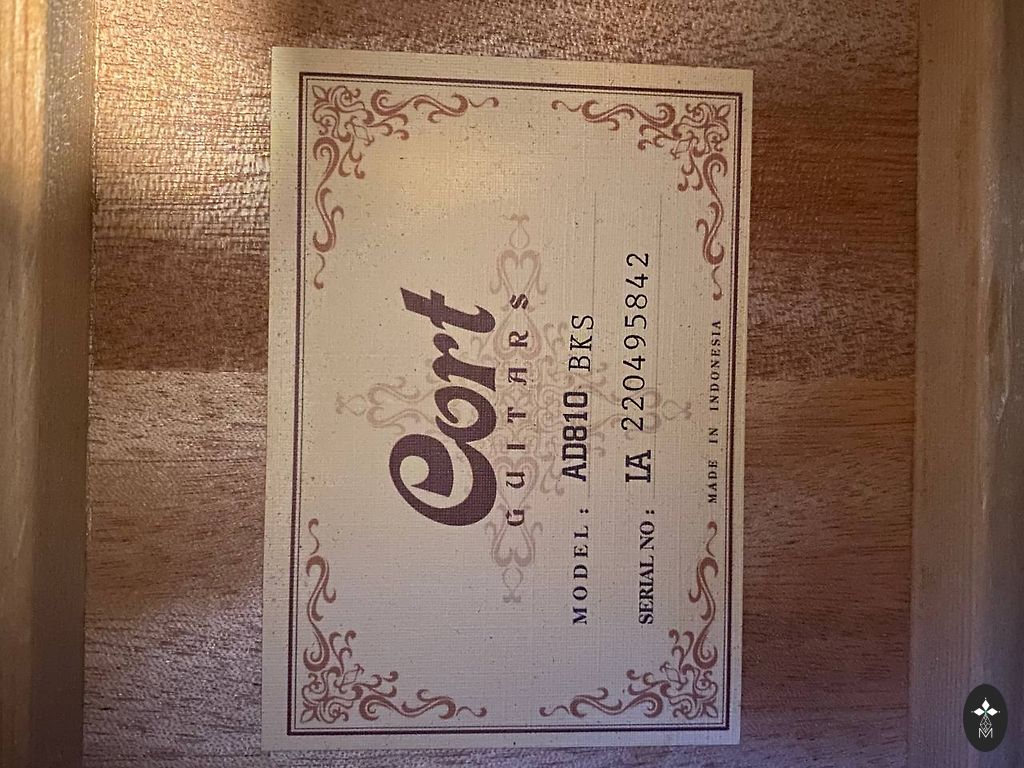 Cort
GUITARS
MODEL: AD810 BKS
SERIAL NO: IA 220495842
MADE IN INDONESIA
M